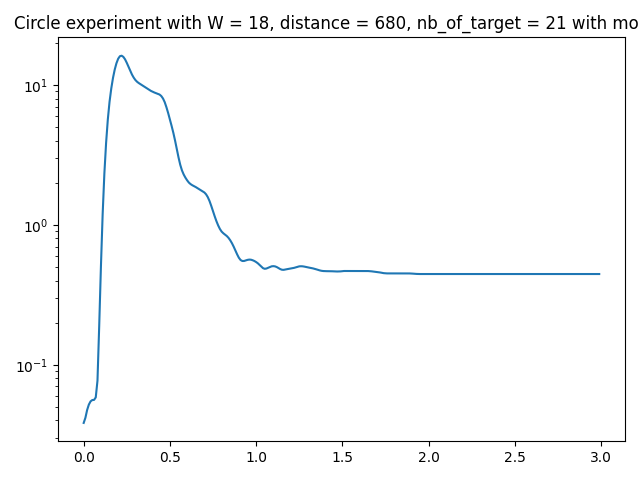 Circle experiment with W = 18, distance = 680, nb_of_target = 21 with mo
10¹
10⁰
10⁻¹
0.0 0.5 1.0 1.5 2.0 2.5 3.0